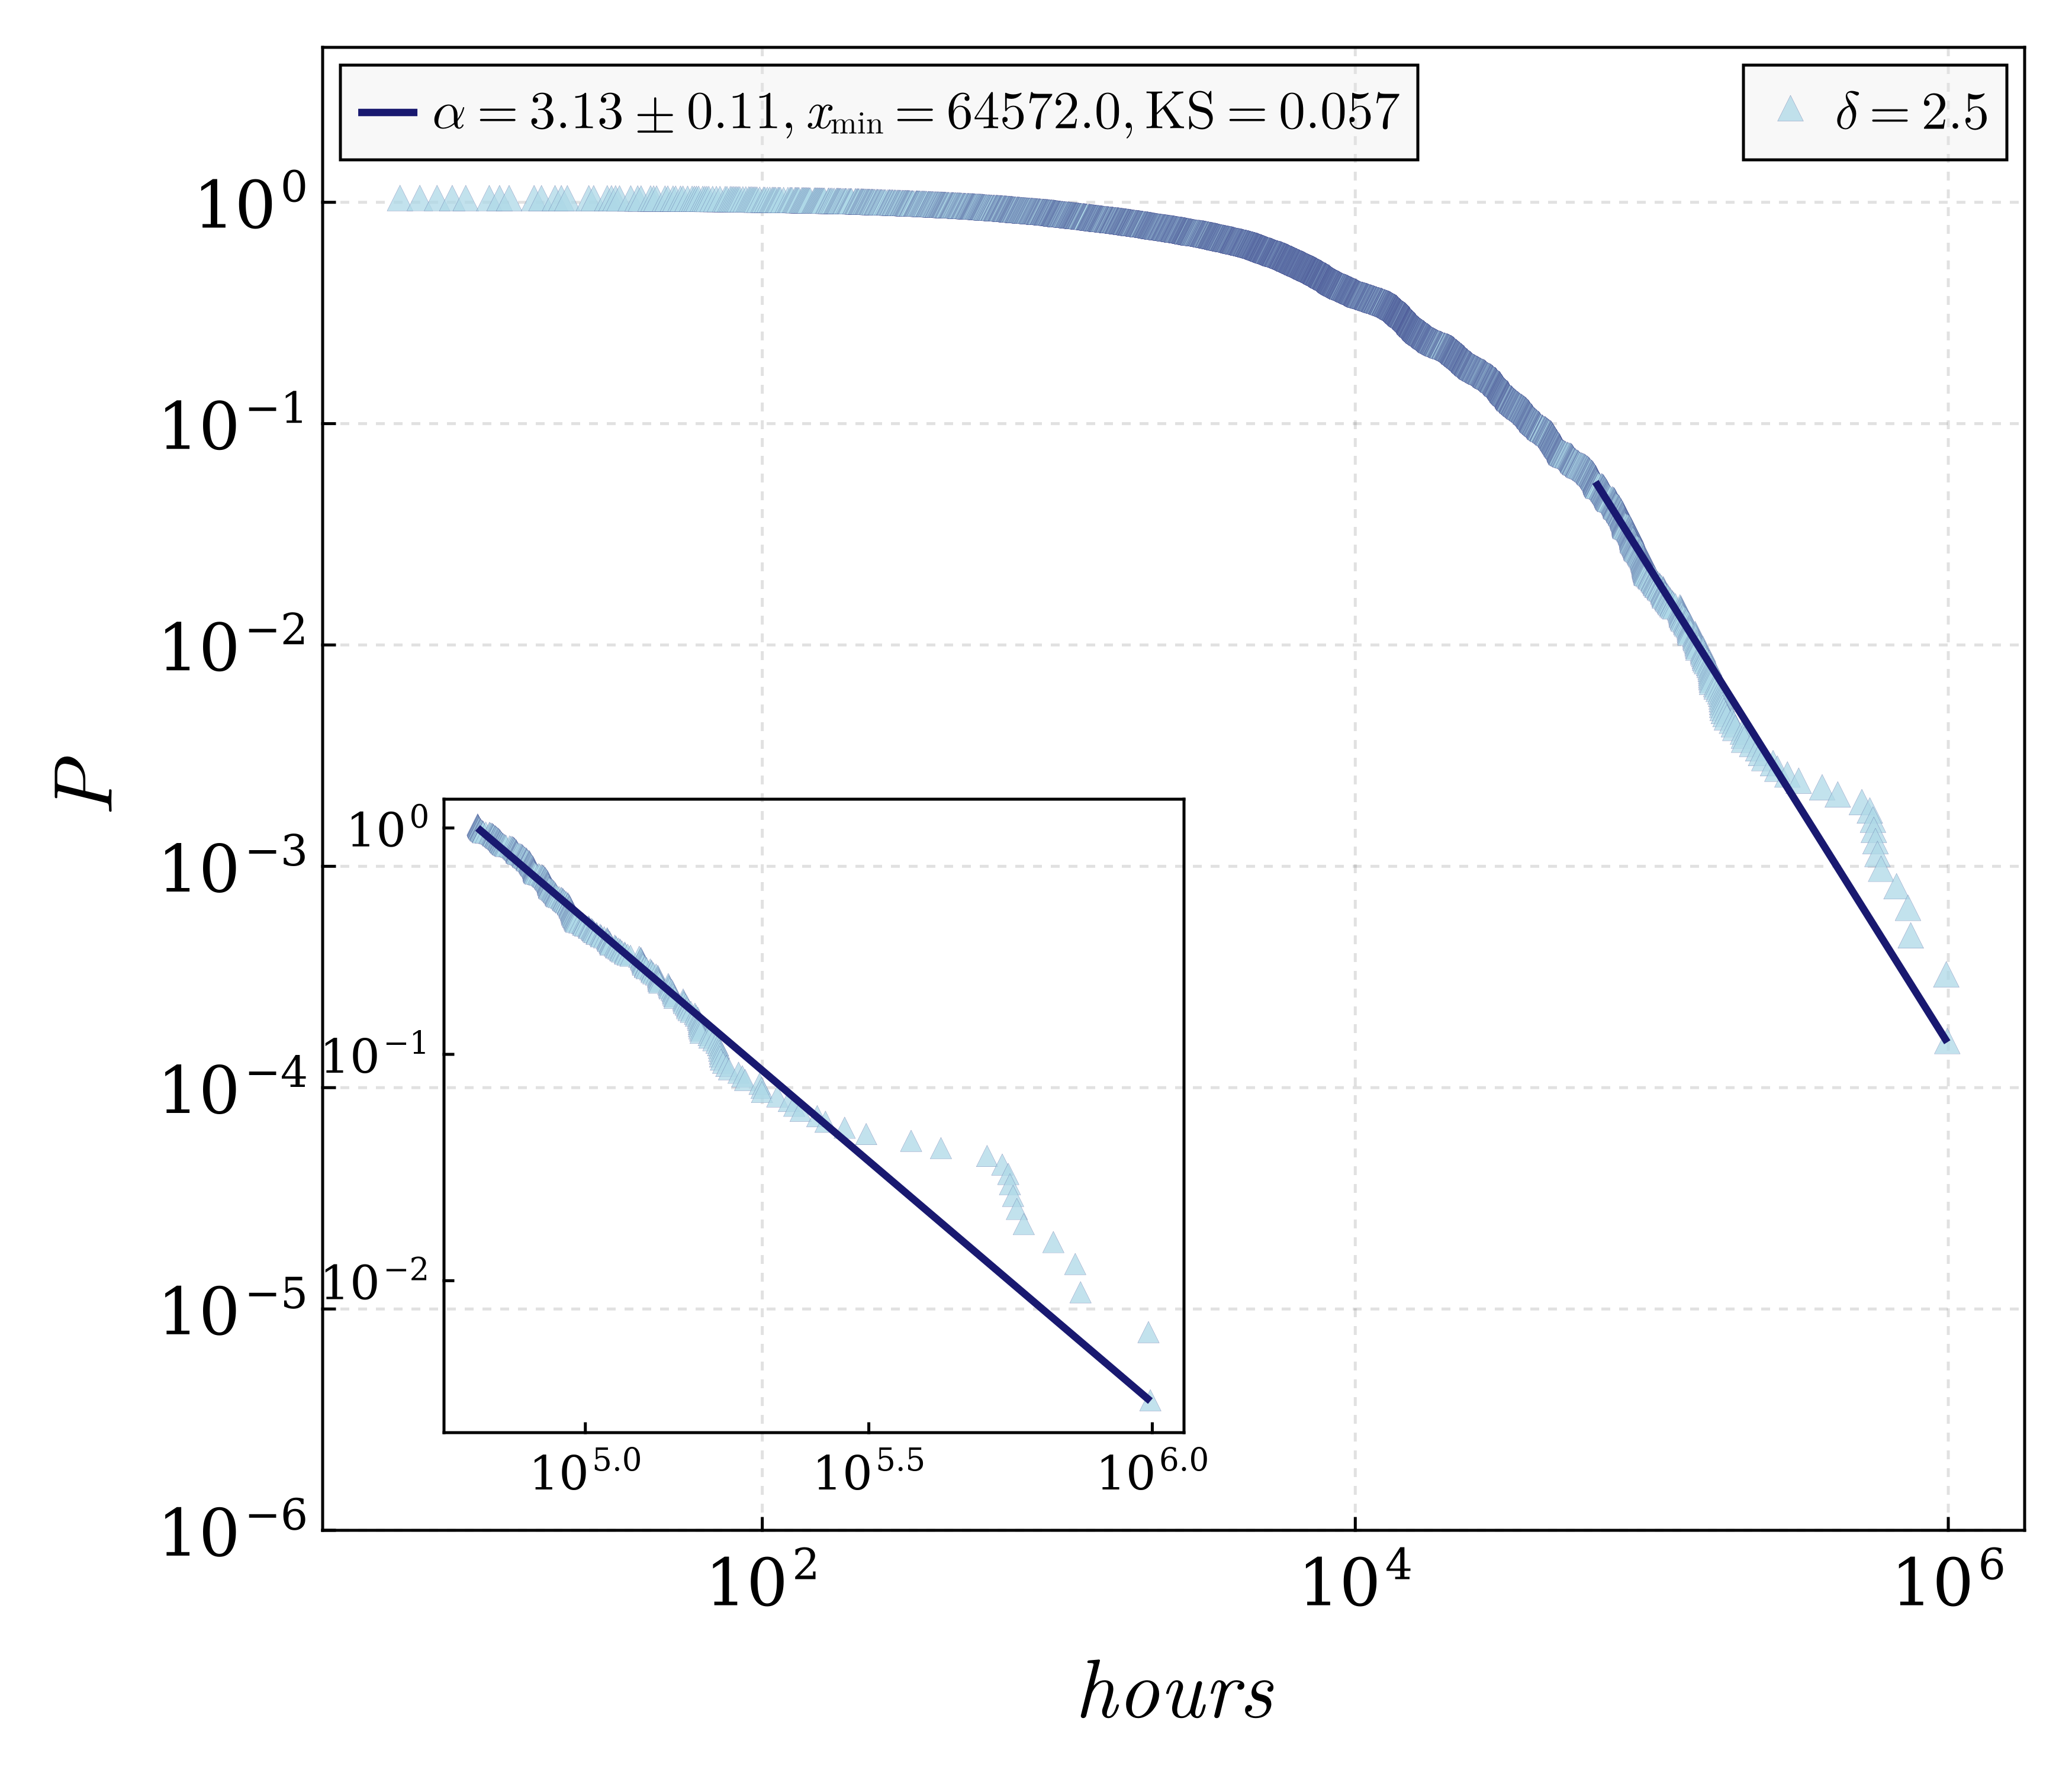 α = 3.13 ± 0.11, xmin = 64572.0, KS = 0.057
δ = 2.5
10^0
10^−1
10^−2
10^−3
10^−4
10^−5
10^−6
P
10^0
10^−1
10^−2
10^5.0 10^5.5 10^6.0
10^2 10^4 10^6
hours